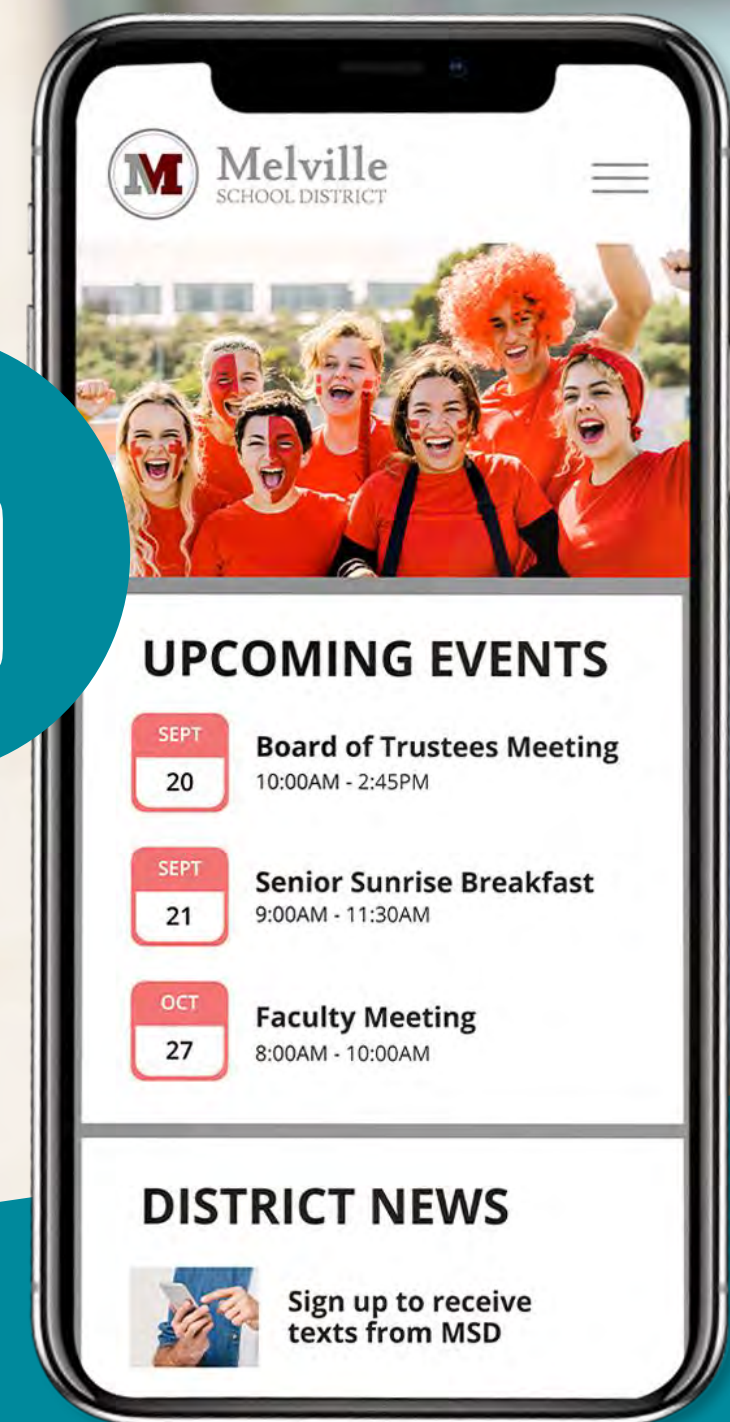 M
Melville
SCHOOL DISTRICT
UPCOMING EVENTS
SEPT
20
Board of Trustees Meeting
10:00AM - 2:45PM
SEPT
21
Senior Sunrise Breakfast
9:00AM - 11:30AM
OCT
27
Faculty Meeting
8:00AM - 10:00AM
DISTRICT NEWS
Sign up to receive
texts from MSD